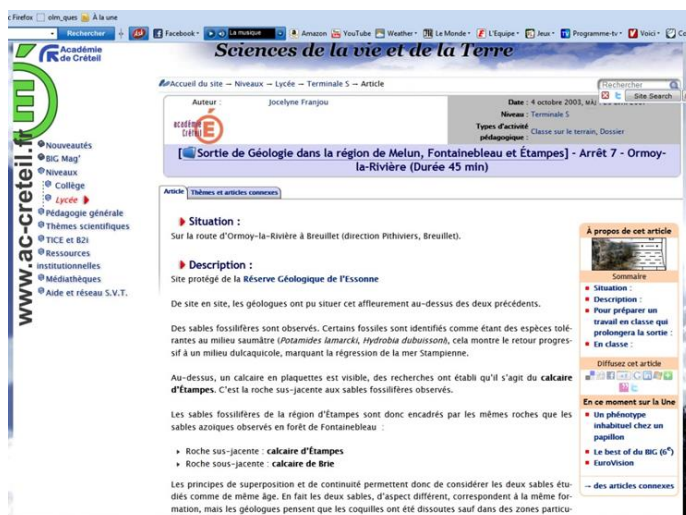 c Firefox olm_ques À la une
Rechercher Facebook La musique Amazon YouTube Weather Le Monde L'Equipe Jeux Programme-tv Voici
Académie
de Créteil
Sciences de la vie et de la Terre
Accueil du site → Niveaux → Lycée → Terminale S → Article
Rechercher
Site Search
Auteur : Jocelyne Franjou
académie
Créteil
Date : 4 octobre 2003,
Niveau : Terminale S
Types d'activité
pédagogique : Classe sur le terrain, Dossier
[Sortie de Géologie dans la région de Melun, Fontainebleau et Étampes] - Arrêt 7 - Ormoy-
la-Rivière (Durée 45 min)
www.ac-creteil.fr
Nouveautés
BIG Mag'
Niveaux
Collège
Lycée
Pédagogie générale
Thèmes scientifiques
TICE et B2i
Ressources
institutionnelles
Médiathèques
Aide et réseau S.V.T.
Article Thèmes et articles connexes
Situation :
Sur la route d'Ormoy-la-Rivière à Breuillet (direction Pithiviers, Breuillet).
Description :
Site protégé de la Réserve Géologique de l'Essonne
De site en site, les géologues ont pu situer cet affleurement au-dessus des deux précédents.
Des sables fossilifères sont observés. Certains fossiles sont identifiés comme étant des espèces tolé-
rantes au milieu saumâtre (Potamides lamarcki, Hydrobia dubuissoni), cela montre le retour progres-
sif à un milieu dulcaquicole, marquant la régression de la mer Stampienne.
Au-dessus, un calcaire en plaquettes est visible, des recherches ont établi qu'il s'agit du calcaire
d'Étampes. C'est la roche sus-jacente aux sables fossilifères observés.
Les sables fossilifères de la région d'Étampes sont donc encadrés par les mêmes roches que les
sables azoïques observés en forêt de Fontainebleau :
Roche sus-jacente : calcaire d'Étampes
Roche sous-jacente : calcaire de Brie
Les principes de superposition et de continuité permettent donc de considérer les deux sables étu-
diés comme de même âge. En fait les deux sables, d'aspect différent, correspondent à la même for-
mation, mais les géologues pensent que les coquilles ont été dissoutes sauf dans des zones particu-
À propos de cet article
Sommaire
Situation :
Description :
Pour préparer un
travail en classe qui
prolongera la sortie :
En classe :
Diffusez cet article
En ce moment sur la Une
Un phénotype
inhabituel chez un
papillon
Le best of du BIG (6e)
EuroVision
→ des articles connexes